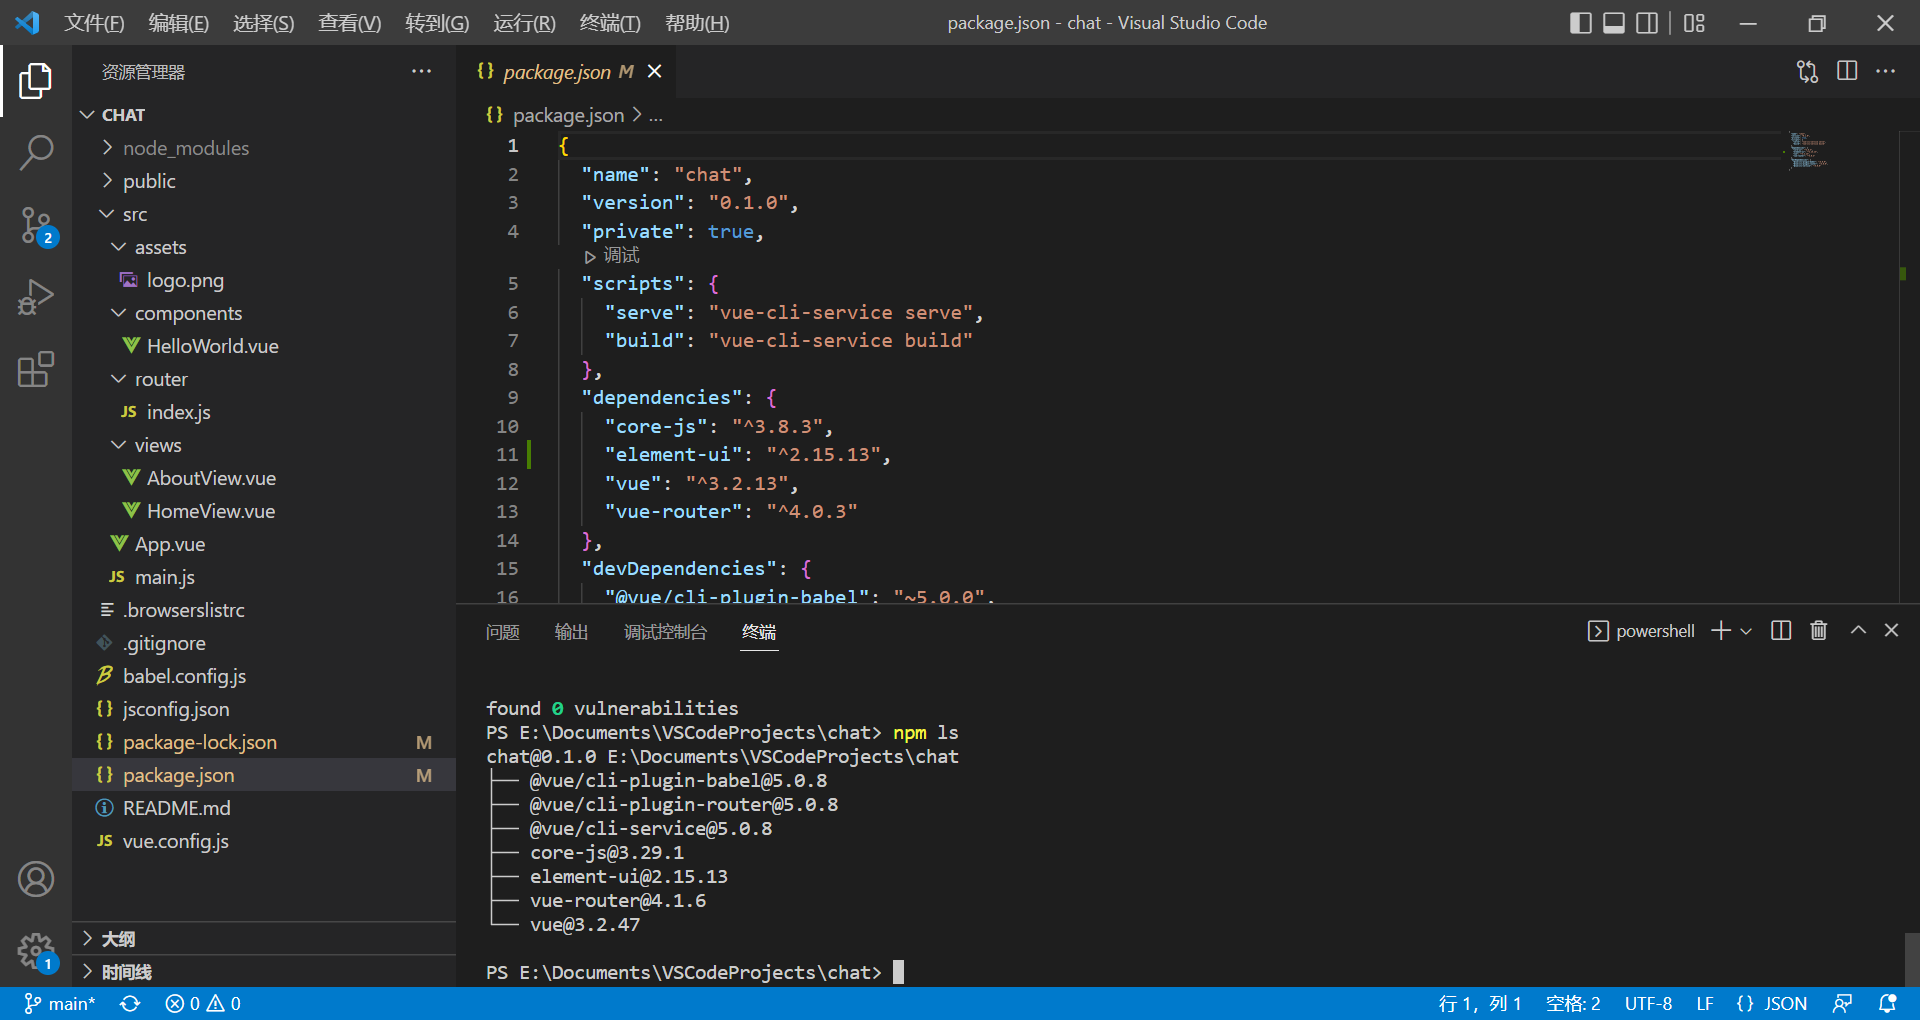 文件(F) 编辑(E) 选择(S) 查看(V) 转到(G) 运行(R) 终端(T) 帮助(H) package.json - chat - Visual Studio Code
资源管理器
CHAT
node_modules
public
src
assets
logo.png
components
HelloWorld.vue
router
JS index.js
views
AboutView.vue
HomeView.vue
App.vue
JS main.js
.browserslistrc
.gitignore
babel.config.js
{} jsconfig.json
{} package-lock.json M
{} package.json M
README.md
JS vue.config.js
大纲
时间线
2
1
{} package.json M
{} package.json > ...
1 {
2 "name": "chat",
3 "version": "0.1.0",
4 "private": true,
调试
5 "scripts": {
6 "serve": "vue-cli-service serve",
7 "build": "vue-cli-service build"
8 },
9 "dependencies": {
10 "core-js": "^3.8.3",
11 "element-ui": "^2.15.13",
12 "vue": "^3.2.13",
13 "vue-router": "^4.0.3"
14 },
15 "devDependencies": {
16 "@vue/cli-plugin-babel": "~5.0.0",
问题 输出 调试控制台 终端 powershell
found 0 vulnerabilities
PS E:\Documents\VSCodeProjects\chat> npm ls
chat@0.1.0 E:\Documents\VSCodeProjects\chat
├── @vue/cli-plugin-babel@5.0.8
├── @vue/cli-plugin-router@5.0.8
├── @vue/cli-service@5.0.8
├── core-js@3.29.1
├── element-ui@2.15.13
├── vue-router@4.1.6
└── vue@3.2.47
PS E:\Documents\VSCodeProjects\chat>
main* 0 0 行 1，列 1 空格: 2 UTF-8 LF {} JSON